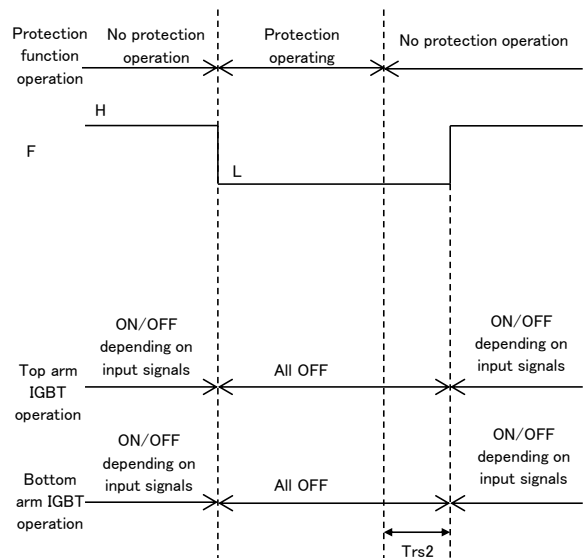 Protection
function
operation
No protection
operation
Protection
operating
No protection operation
H
F
L
ON/OFF
depending on
input signals
ON/OFF
depending on
input signals
Top arm
IGBT
operation
All OFF
ON/OFF
depending on
input signals
ON/OFF
depending on
input signals
Bottom
arm IGBT
operation
All OFF
Trs2